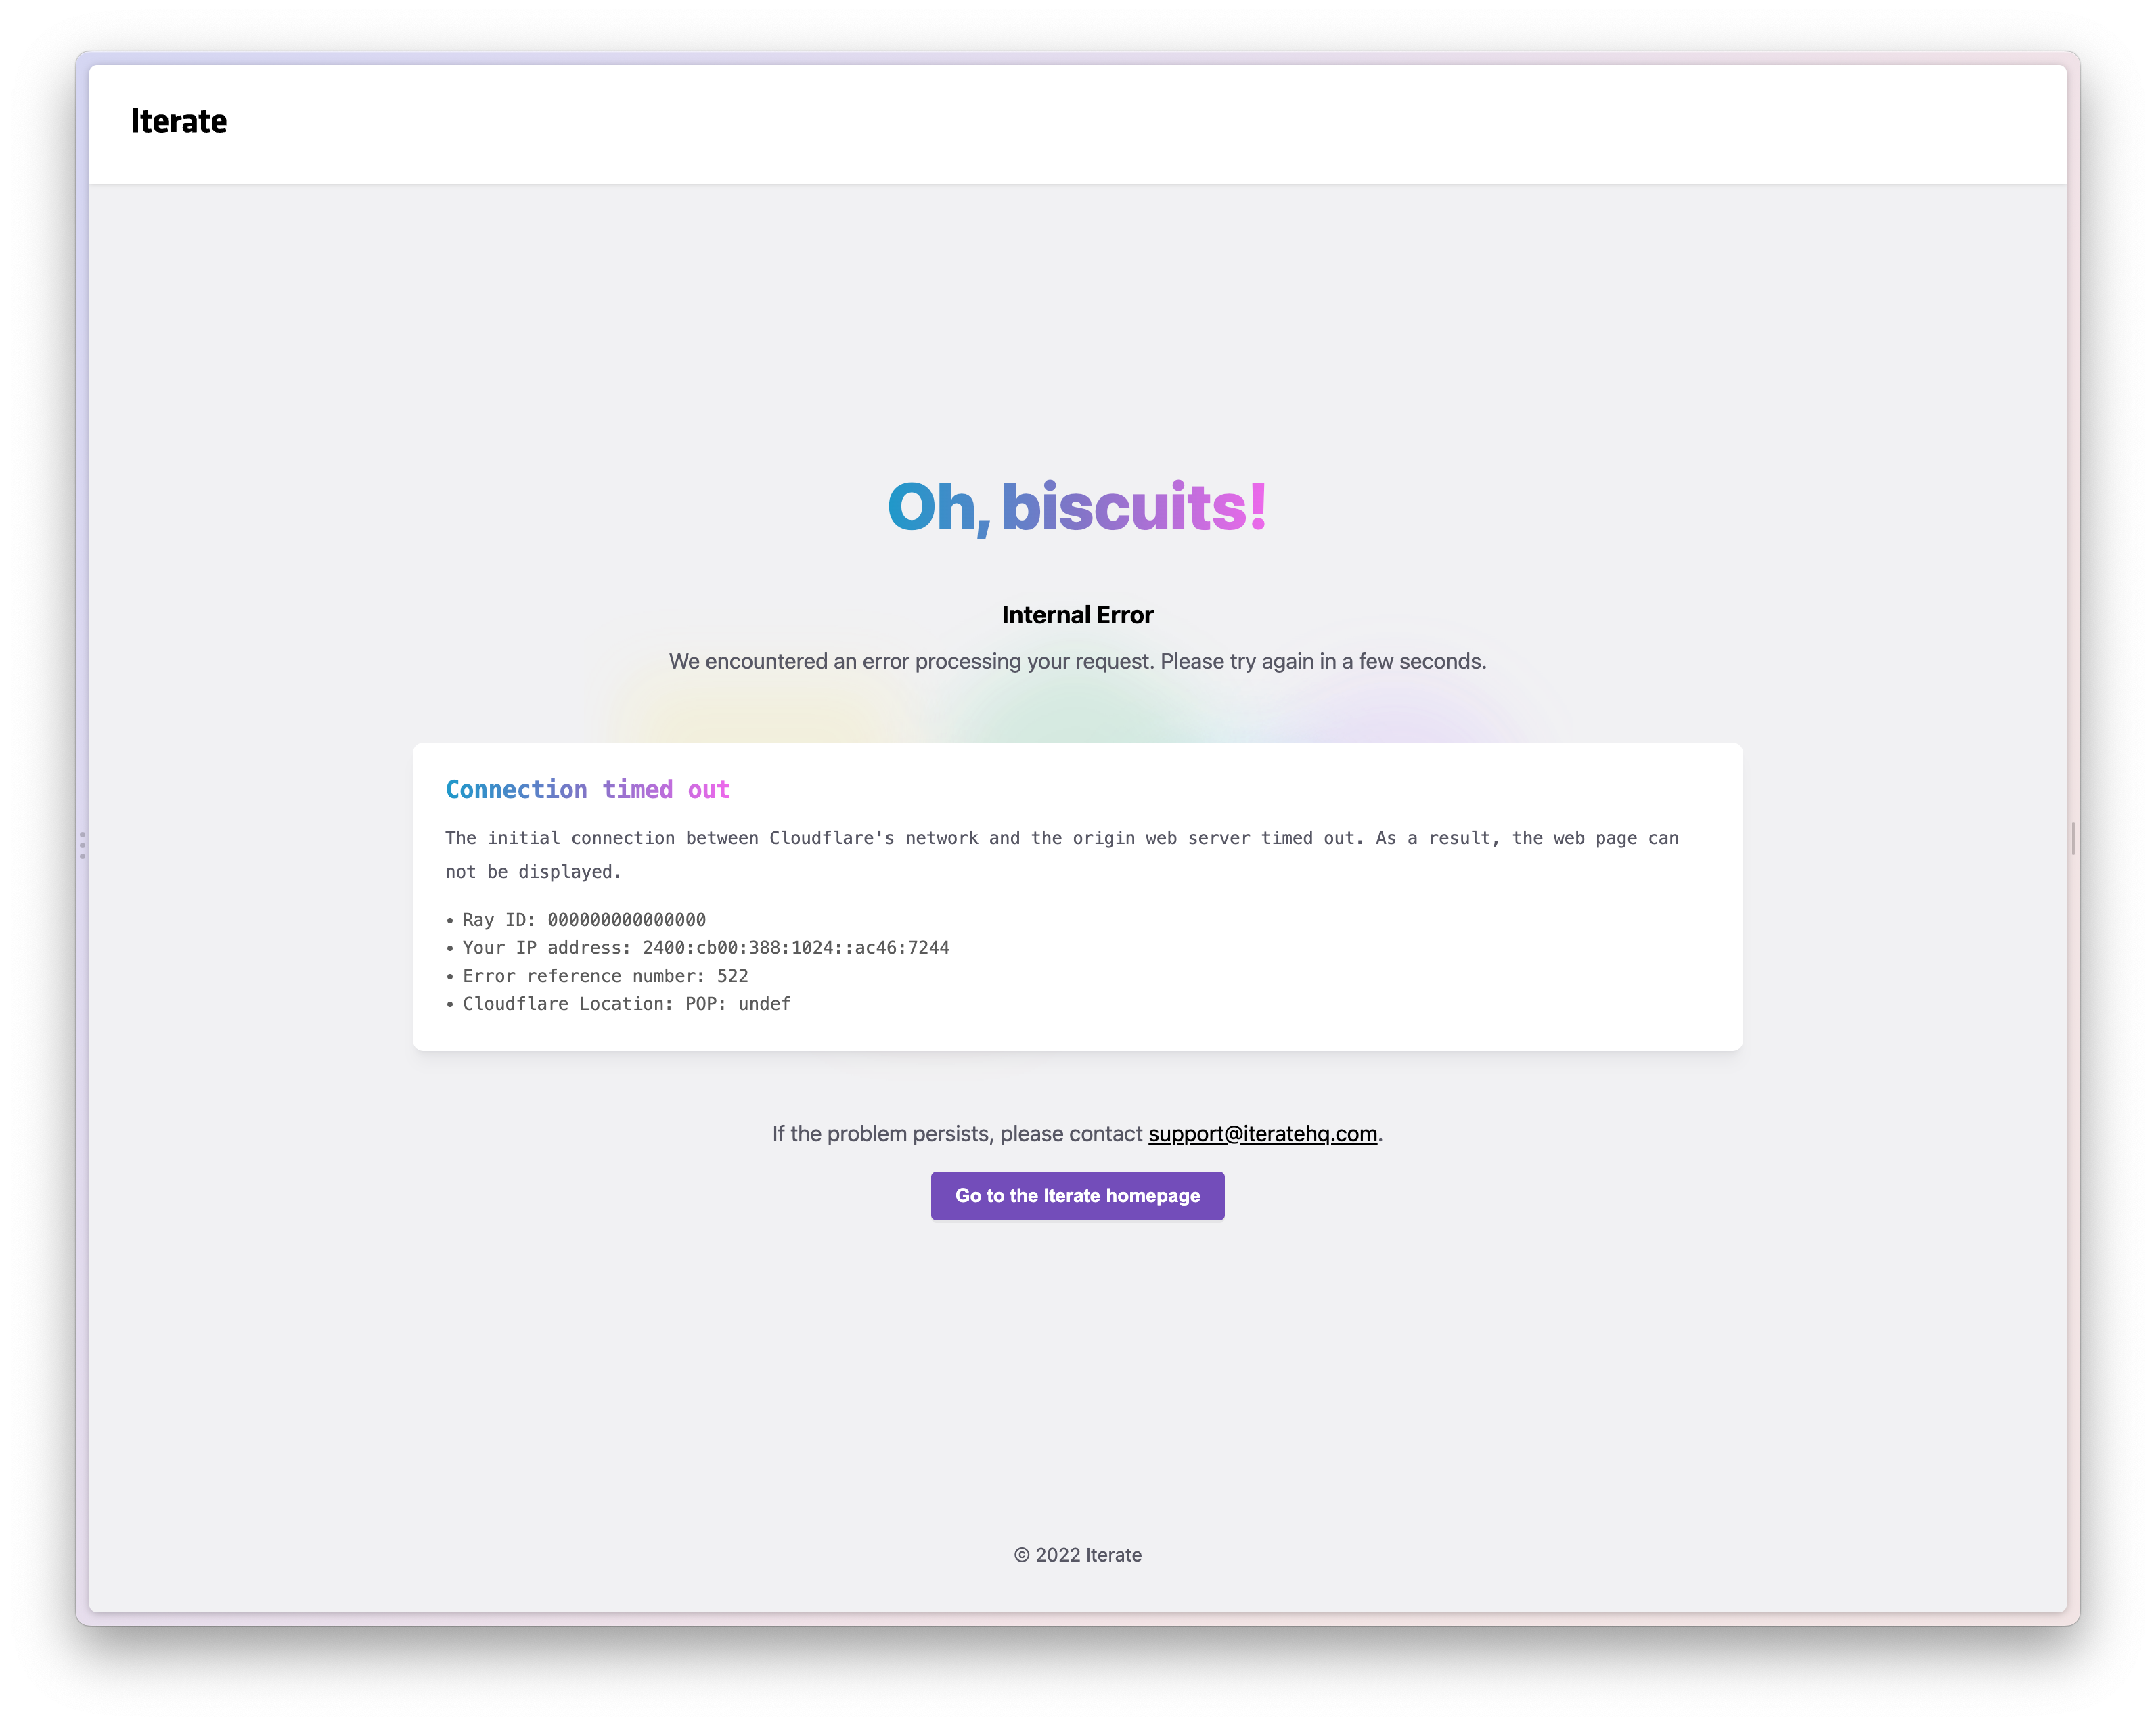 Iterate
Oh, biscuits!
Internal Error
We encountered an error processing your request. Please try again in a few seconds.
Connection timed out
The initial connection between Cloudflare's network and the origin web server timed out. As a result, the web page can
not be displayed.
• Ray ID: 000000000000000
• Your IP address: 2400:cb00:388:1024::ac46:7244
• Error reference number: 522
• Cloudflare Location: POP: undef
If the problem persists, please contact support@iteratehq.com.
Go to the Iterate homepage
© 2022 Iterate